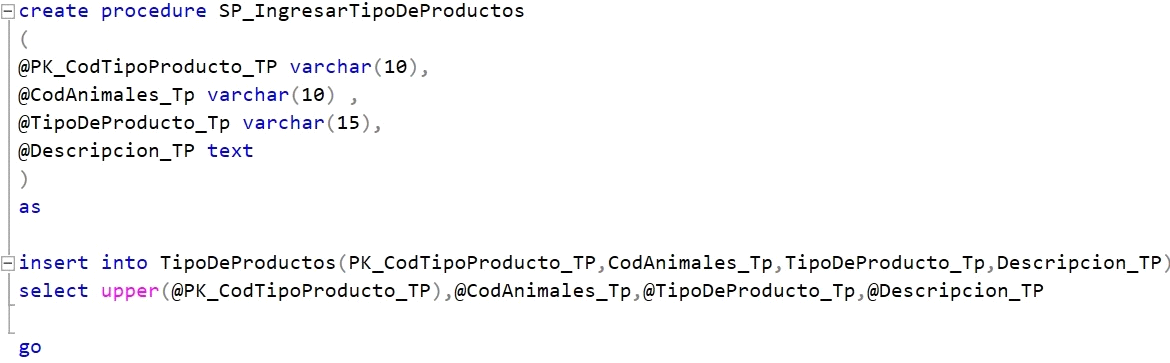 create procedure SP_IngresarTipoDeProductos
(
@PK_CodTipoProducto_TP varchar(10),
@CodAnimales_Tp varchar(10) ,
@TipoDeProducto_Tp varchar(15),
@Descripcion_TP text
)
as
insert into TipoDeProductos(PK_CodTipoProducto_TP,CodAnimales_Tp,TipoDeProducto_Tp,Descripcion_TP)
select upper(@PK_CodTipoProducto_TP),@CodAnimales_Tp,@TipoDeProducto_Tp,@Descripcion_TP
go